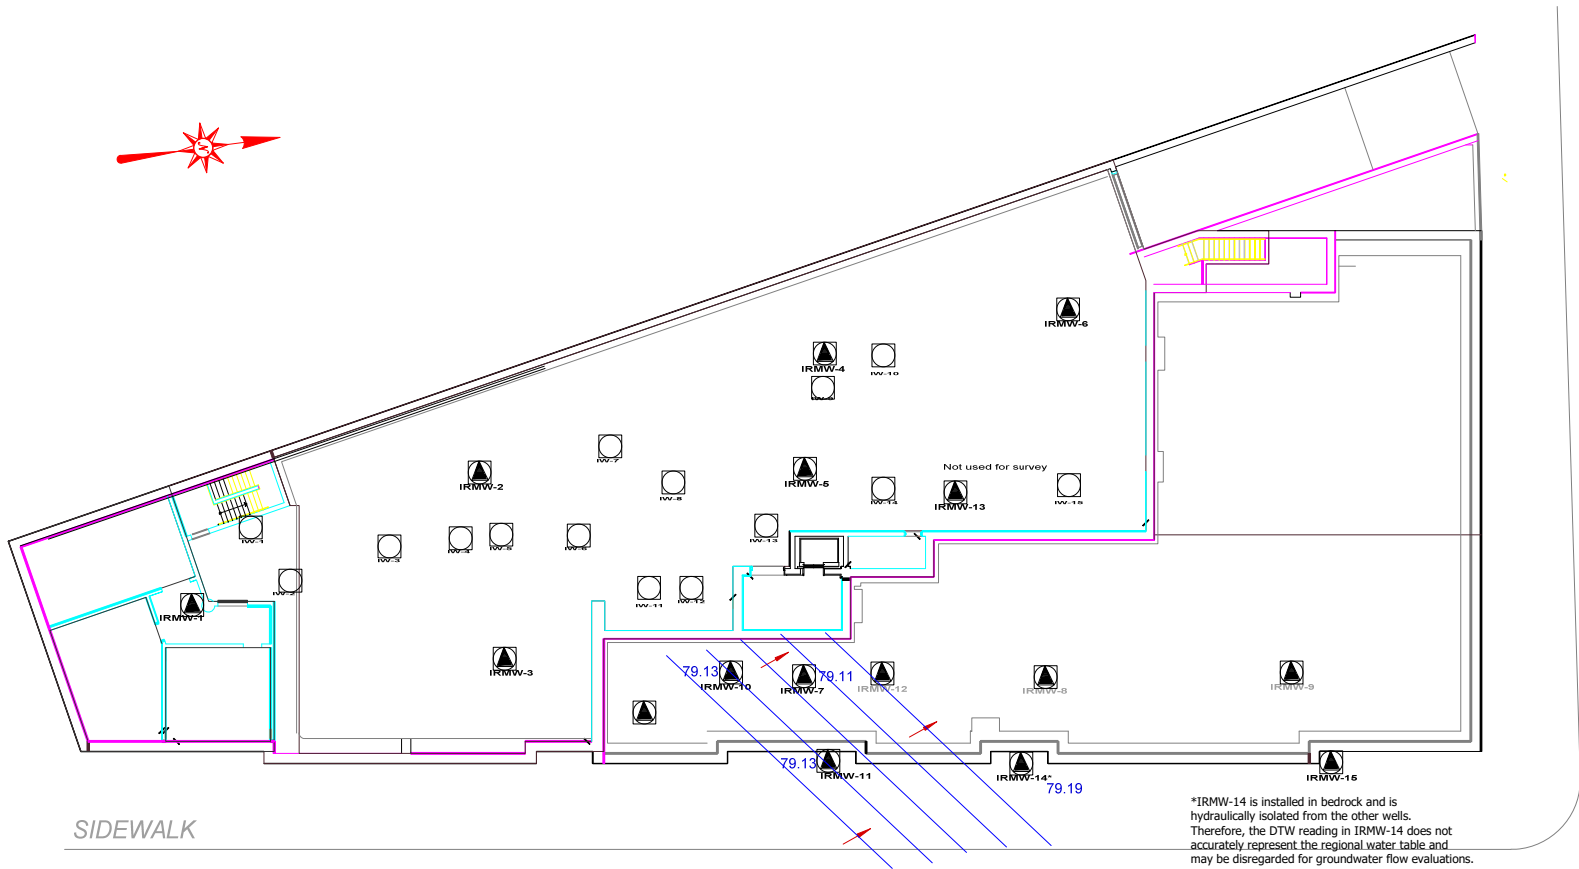 IRMW-6
IRMW-4
IW-10
IW-7
Not used for survey
IRMW-2
IW-8
IRMW-5
IW-14
IRMW-13
IW-15
IW-1
IW-3
IW-4
IW-5
IW-6
IW-13
IW-2
IW-11
IW-12
IRMW-1
IRMW-3
79.13
79.11
IRMW-10
IRMW-7
IRMW-12
IRMW-8
IRMW-9
79.13
IRMW-11
IRMW-14*
IRMW-15
79.19
*IRMW-14 is installed in bedrock and is
hydraulically isolated from the other wells.
Therefore, the DTW reading in IRMW-14 does not
accurately represent the regional water table and
may be disregarded for groundwater flow evaluations.
SIDEWALK